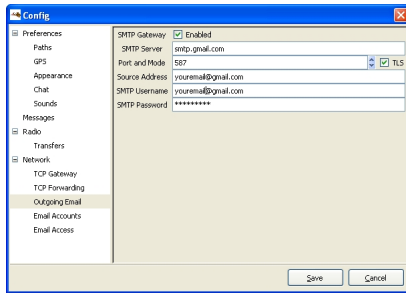 Config
Preferences
Paths
GPS
Appearance
Chat
Sounds
Messages
Radio
Transfers
Network
TCP Gateway
TCP Forwarding
Outgoing Email
Email Accounts
Email Access
SMTP Gateway Enabled
SMTP Server smtp.gmail.com
Port and Mode 587 TLS
Source Address youremail@gmail.com
SMTP Username youremail@gmail.com
SMTP Password *********
Save Cancel